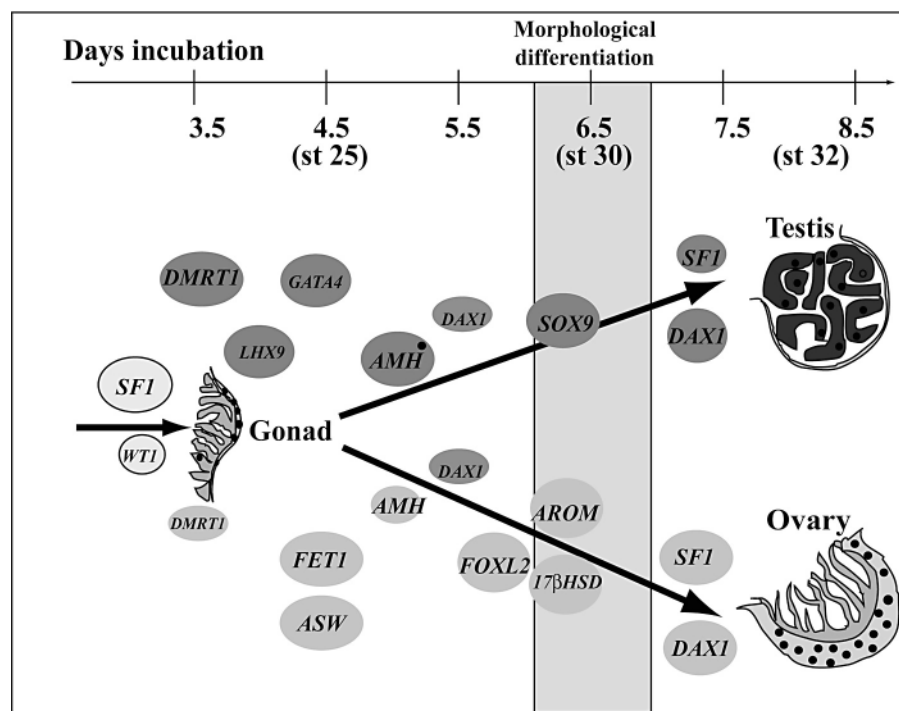 Morphological
Days incubation differentiation
3.5 4.5 5.5 6.5 7.5 8.5
(st 25) (st 30) (st 32)
Testis
SF1
DMRT1 GATA4
DAX1 SOX9 DAX1
LHX9 AMH
SF1
Gonad
WT1
DAX1
AMH AROM
DMRT1 Ovary
FET1 FOXL2 17βHSD SF1
ASW
DAX1